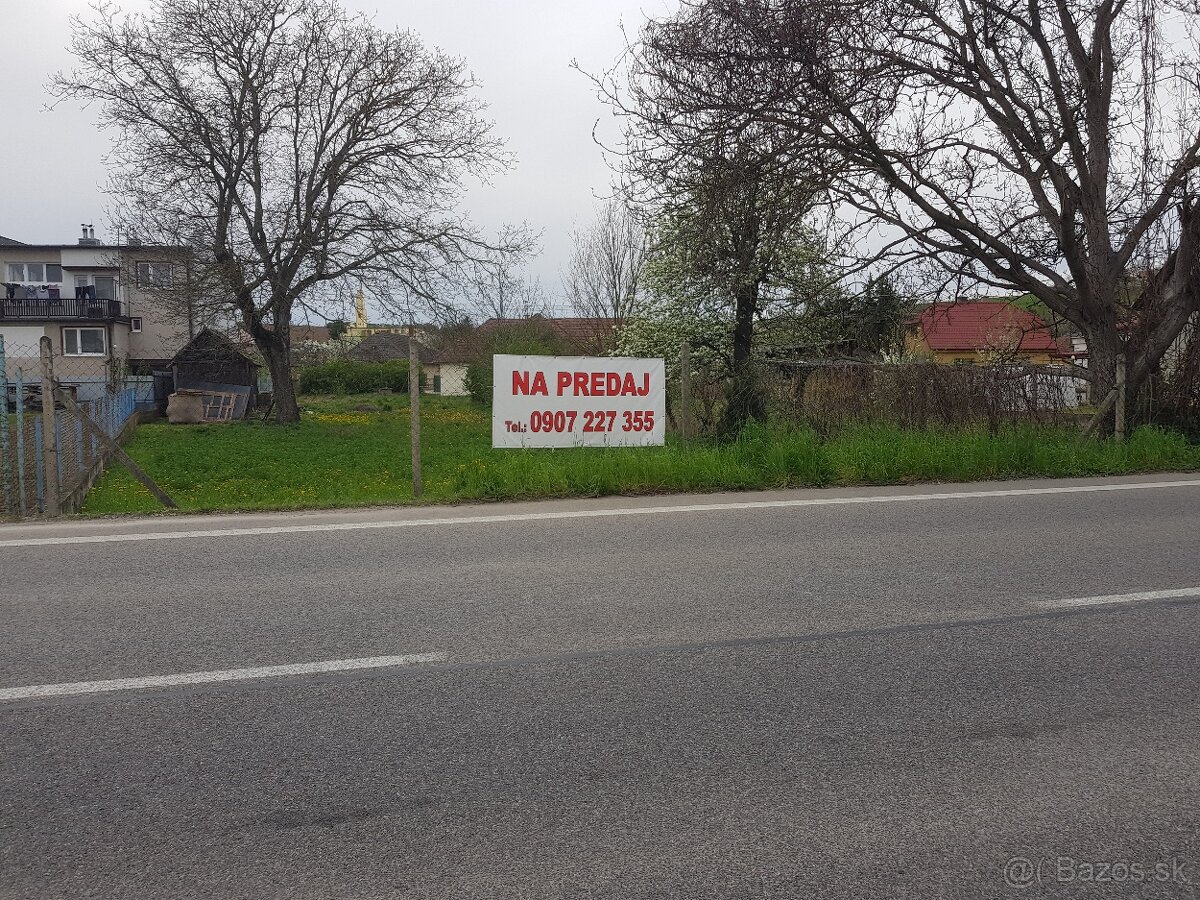 NA PREDAJ
Tel.: 0907 227 355
@( Bazos.sk